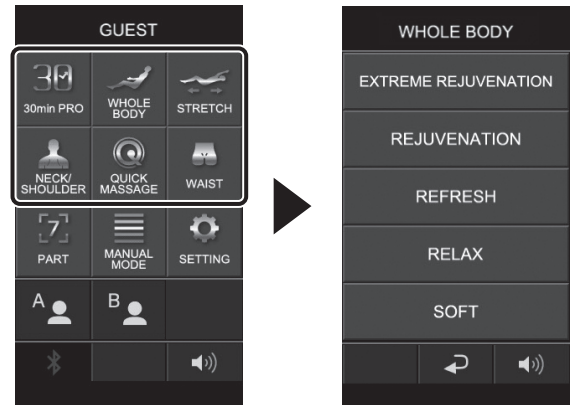 GUEST
30
30min PRO
WHOLE
BODY
STRETCH
NECK/
SHOULDER
QUICK
MASSAGE
WAIST
7
PART
MANUAL
MODE
SETTING
A
B
WHOLE BODY
EXTREME REJUVENATION
REJUVENATION
REFRESH
RELAX
SOFT